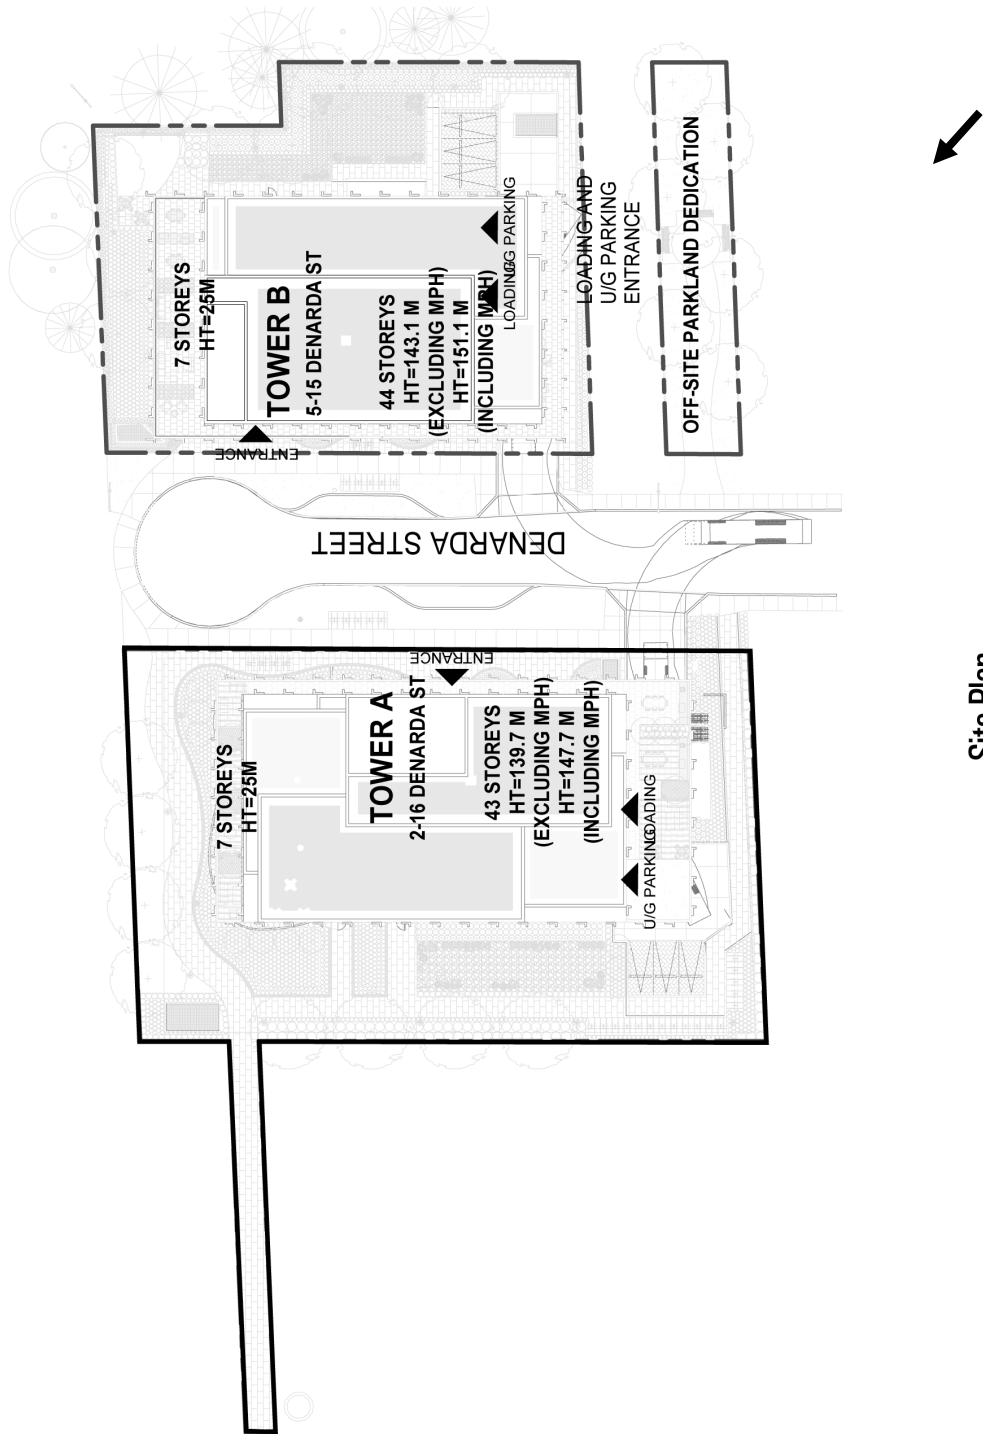 7 STOREYS
HT=25M
TOWER B
5-15 DENARDA ST
44 STOREYS
HT=143.1 M
(EXCLUDING MPH)
HT=151.1 M
(INCLUDING MPH)
U/G PARKING
LOADING
ENTRANCE
LOADING AND
U/G PARKING
ENTRANCE
OFF-SITE PARKLAND DEDICATION
DENARDA STREET
7 STOREYS
HT=25M
TOWER A
2-16 DENARDA ST
43 STOREYS
HT=139.7 M
(EXCLUDING MPH)
HT=147.7 M
(INCLUDING MPH)
ENTRANCE
LOADING
U/G PARKING
Site Plan